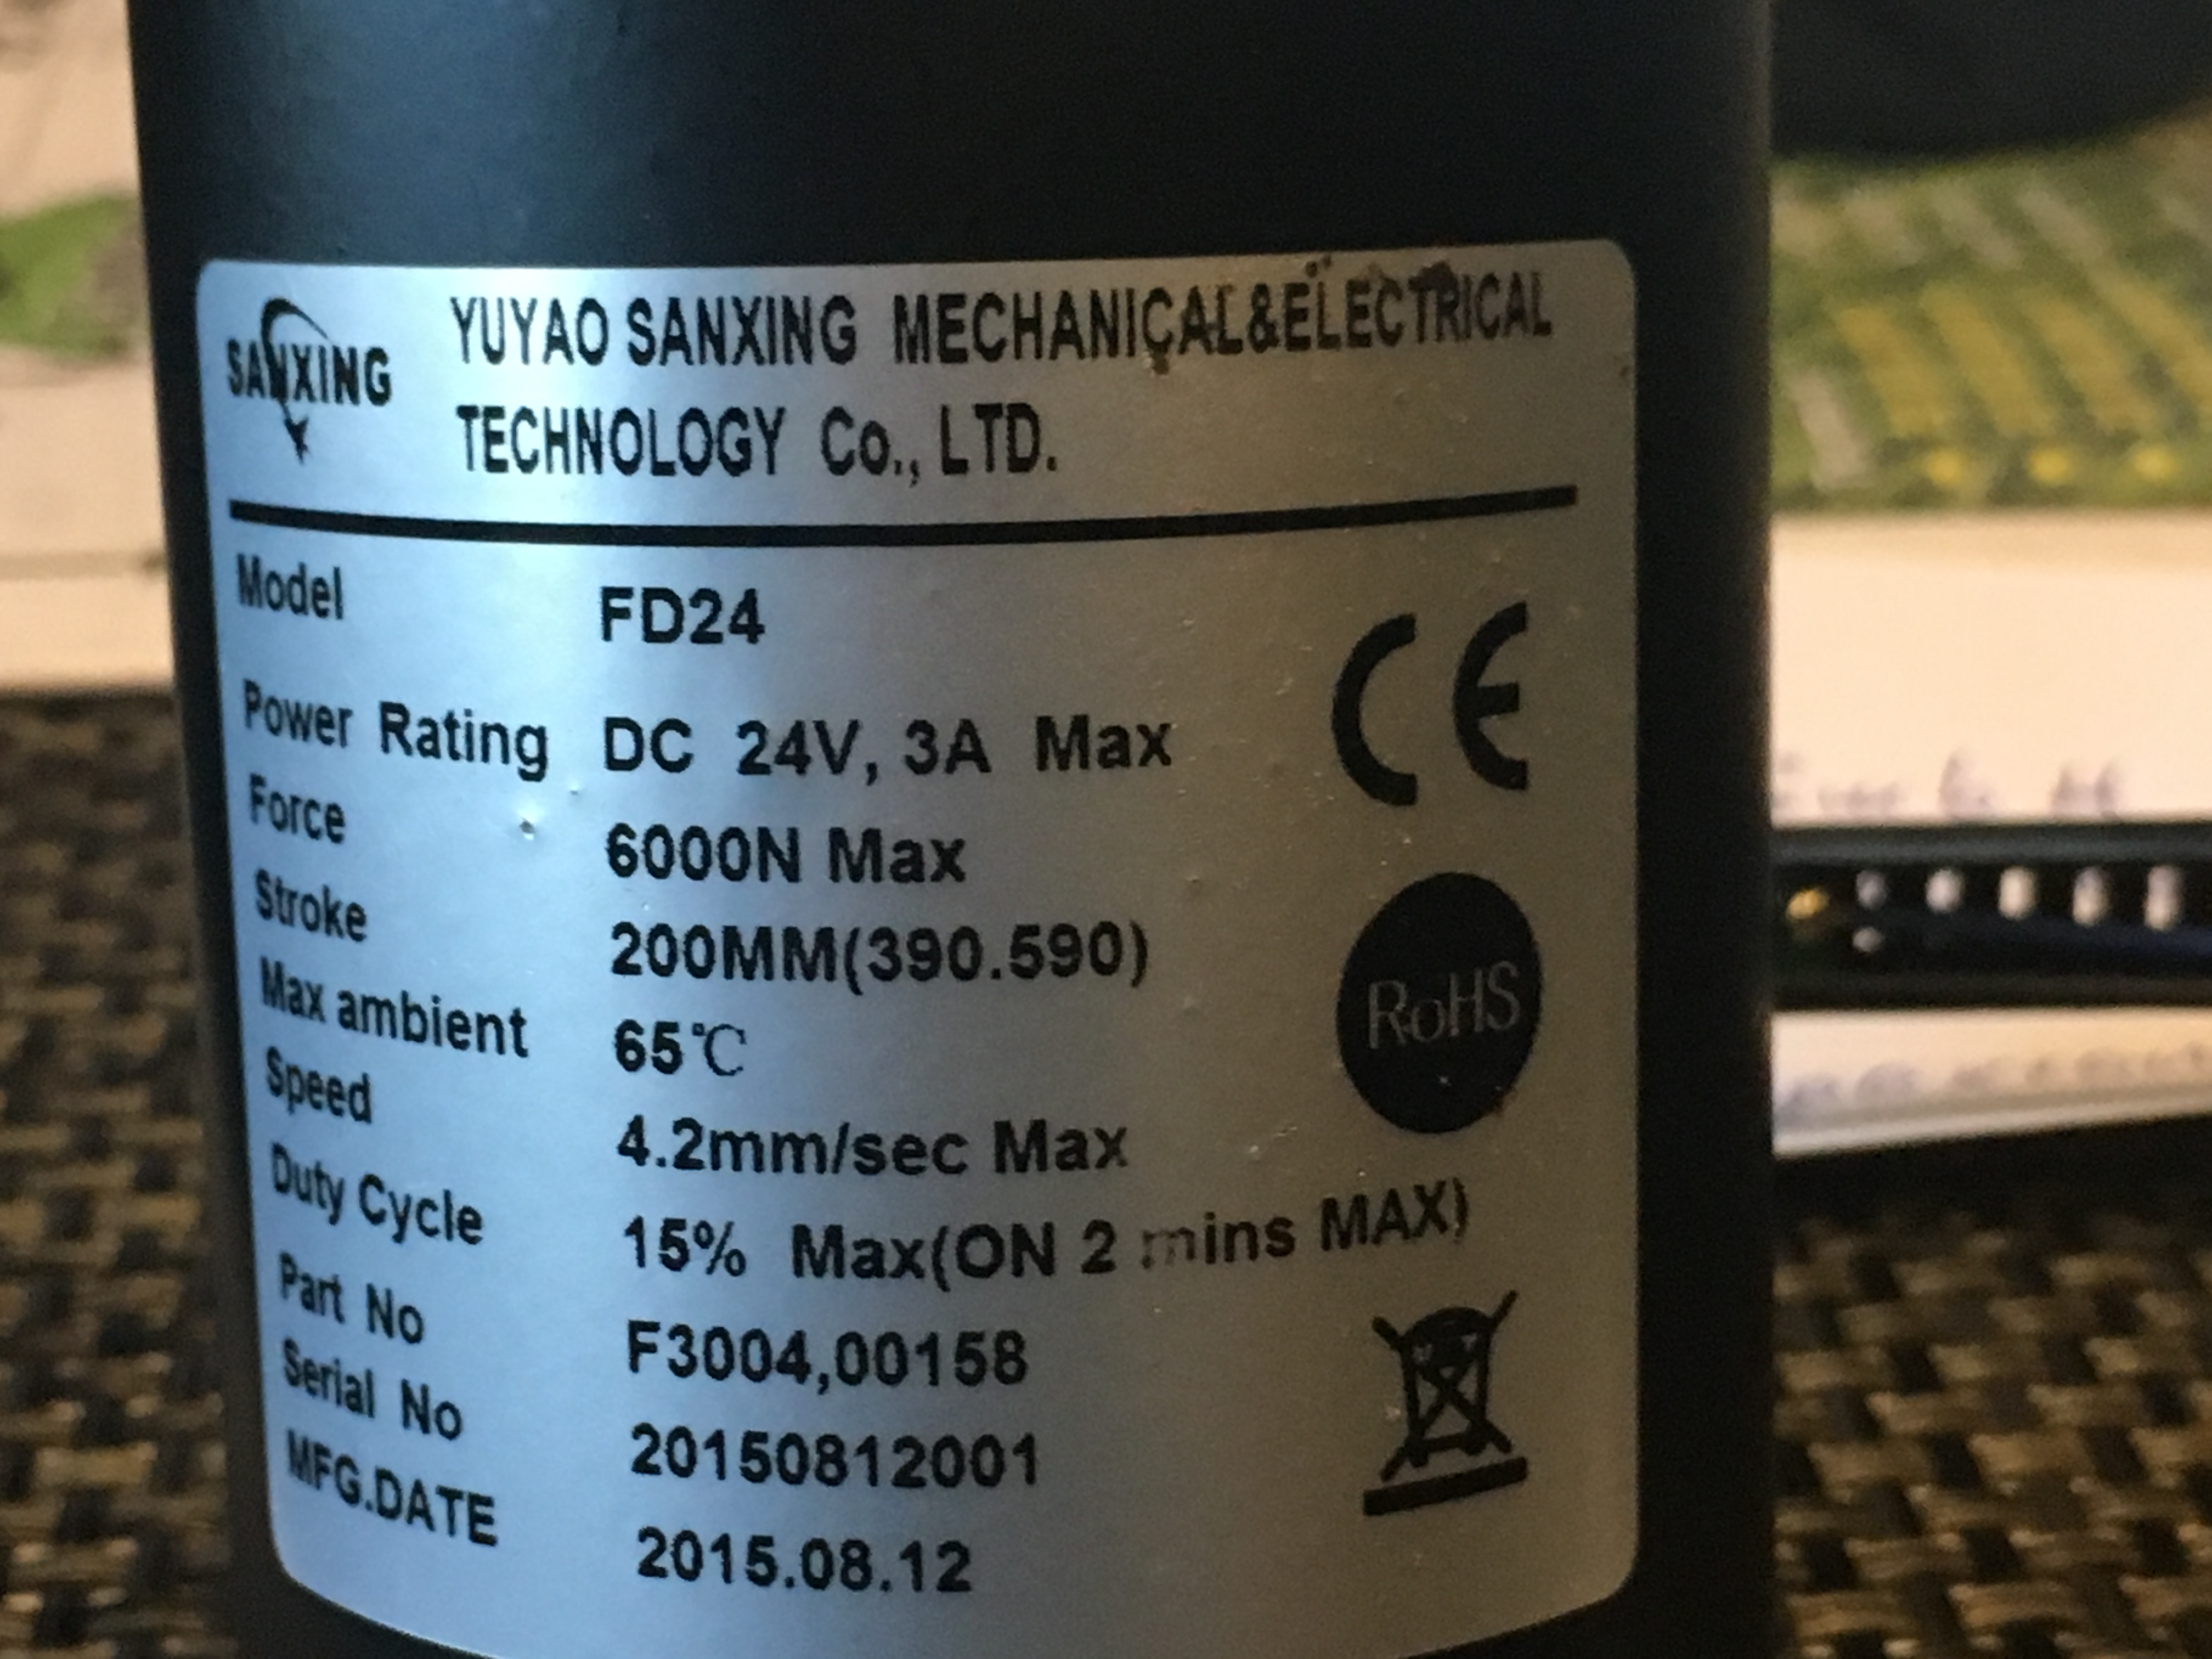 SANXING
YUYAO SANXING MECHANICAL&ELECTRICAL
TECHNOLOGY Co., LTD.
Model FD24
Power Rating DC 24V, 3A Max
Force 6000N Max
Stroke 200MM(390.590)
Max ambient 65℃
Speed 4.2mm/sec Max
Duty Cycle 15% Max(ON 2 mins MAX)
Part No F3004,00158
Serial No 20150812001
MFG.DATE 2015.08.12
CE
RoHS